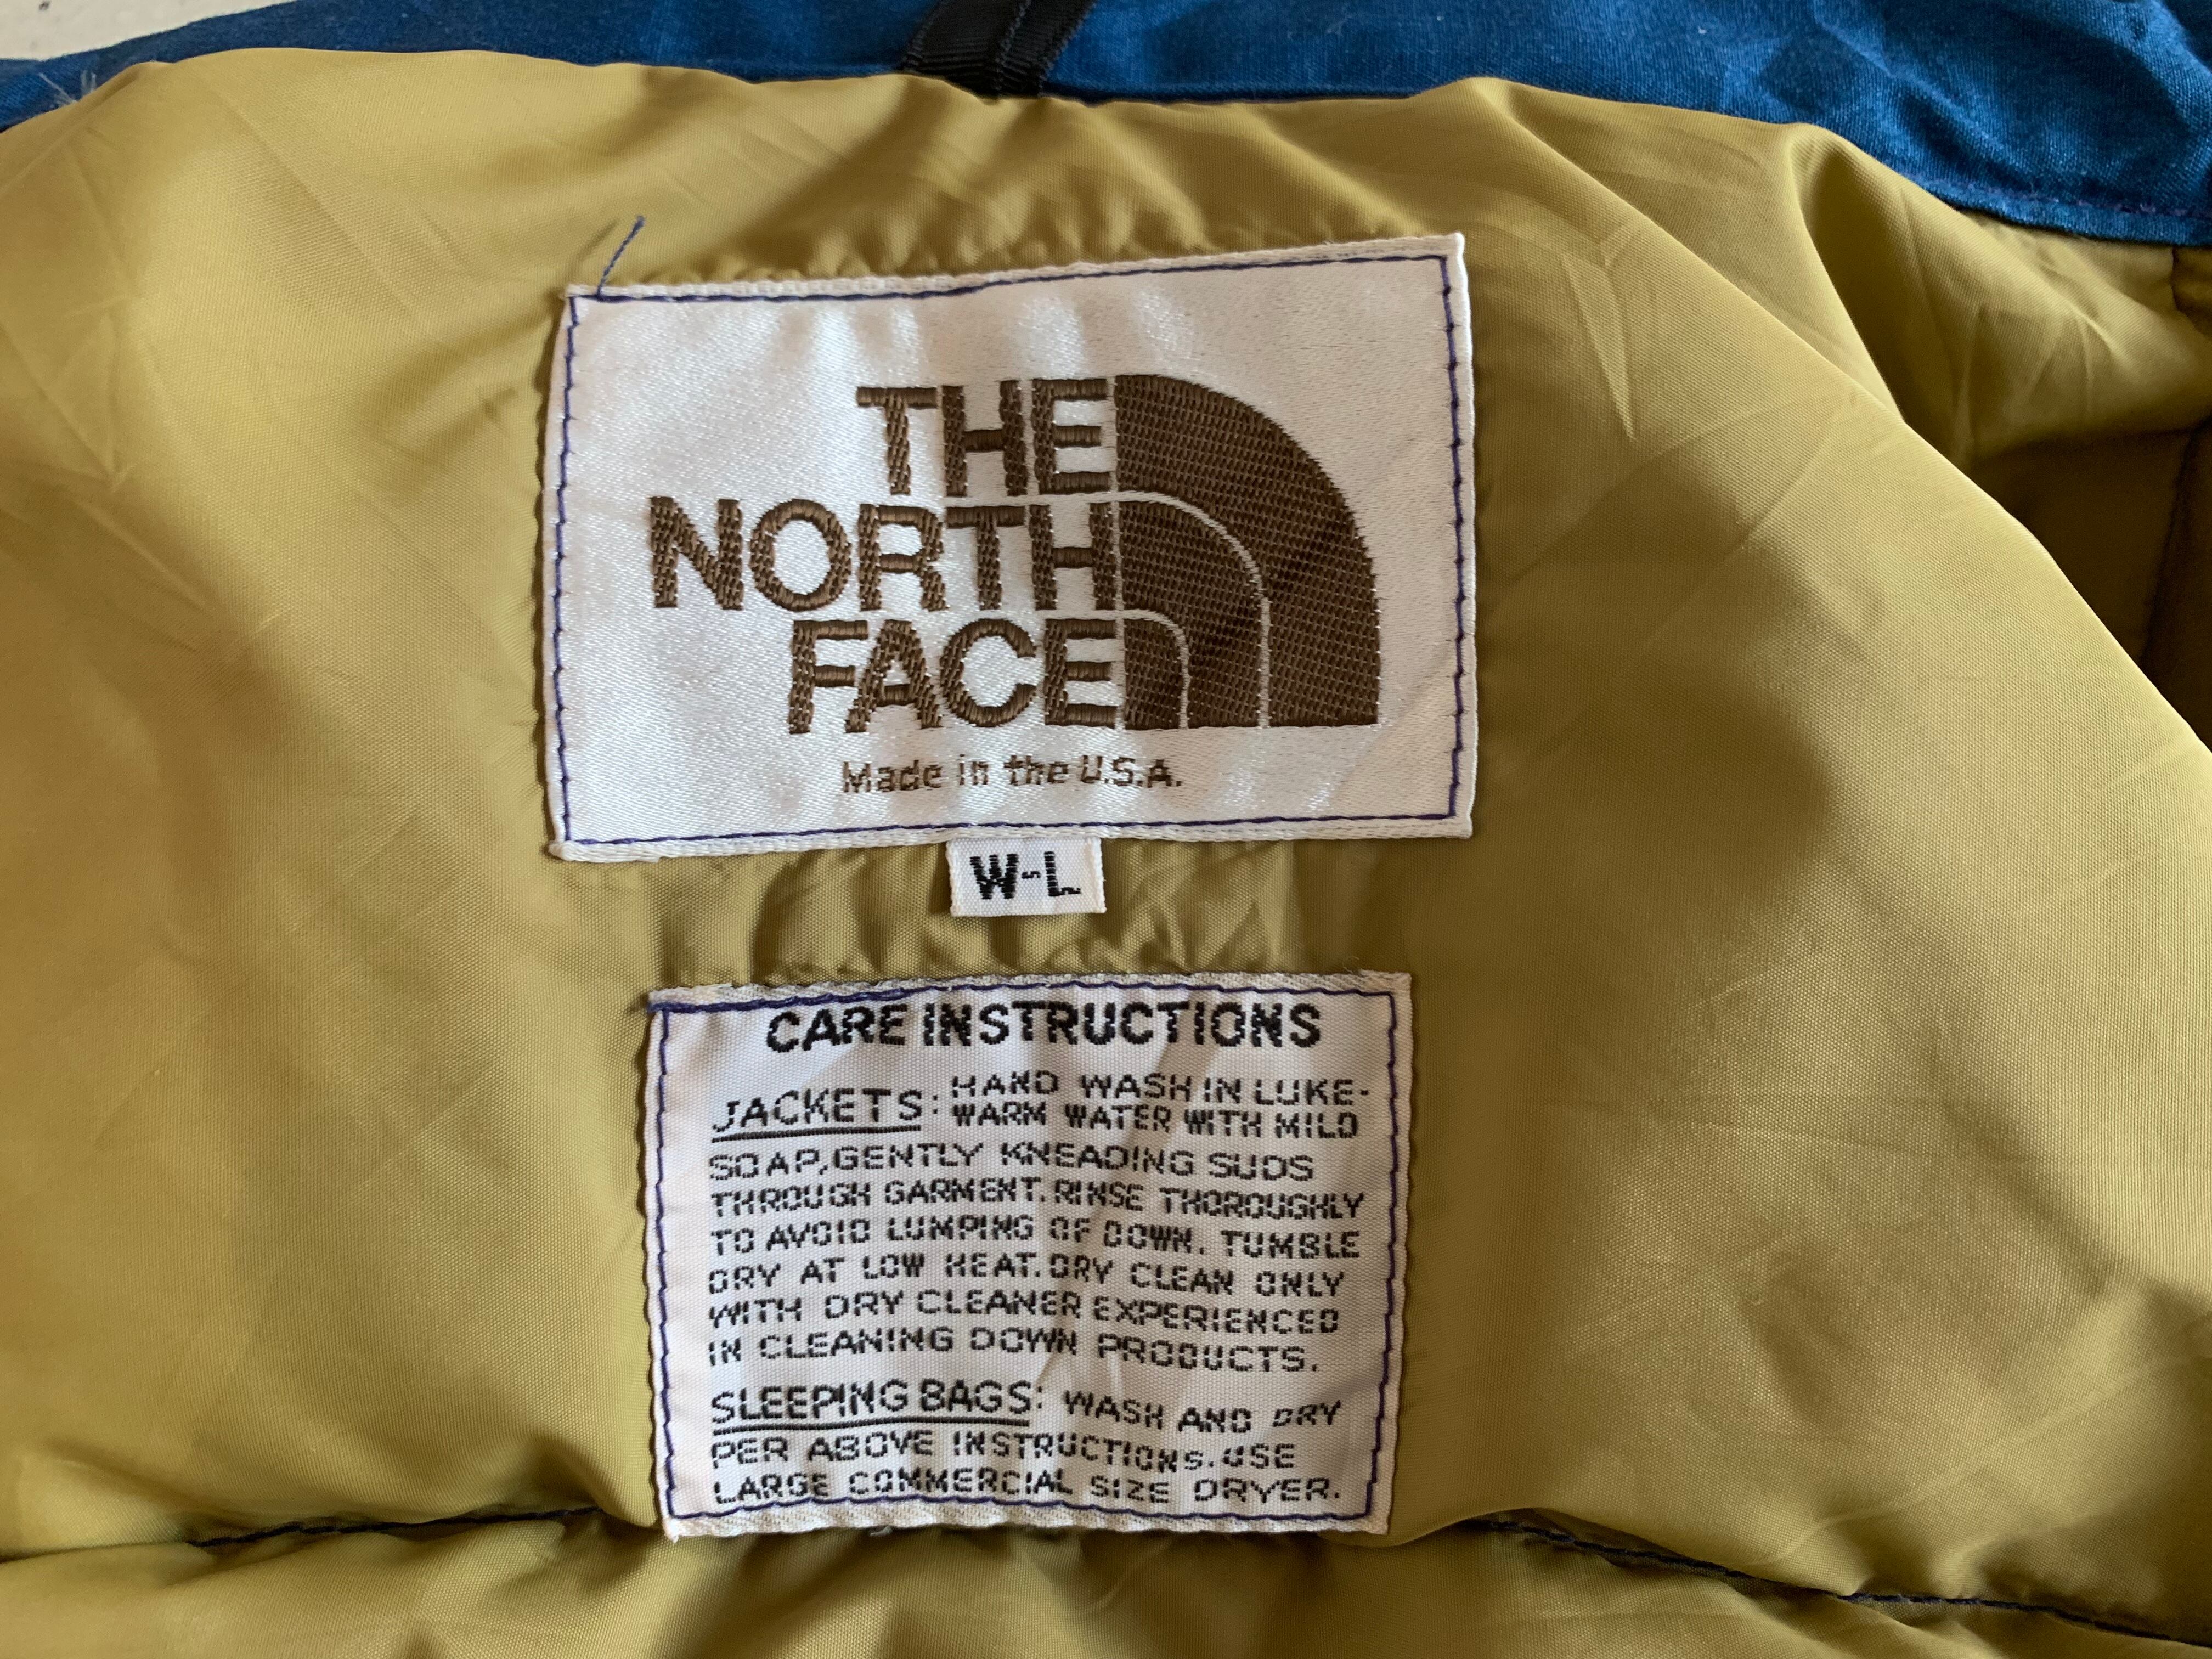 THE
NORTH
FACE
Made in the U.S.A.
W-L
CARE INSTRUCTIONS
JACKETS: HAND WASH IN LUKE-
WARM WATER WITH MILD
SOAP, GENTLY KNEADING SUDS
THROUGH GARMENT. RINSE THOROUGHLY
TO AVOID LUMPING OF DOWN. TUMBLE
DRY AT LOW HEAT. DRY CLEAN ONLY
WITH DRY CLEANER EXPERIENCED
IN CLEANING DOWN PRODUCTS.
SLEEPING BAGS: WASH AND DRY
PER ABOVE INSTRUCTIONS. USE
LARGE COMMERCIAL SIZE DRYER.